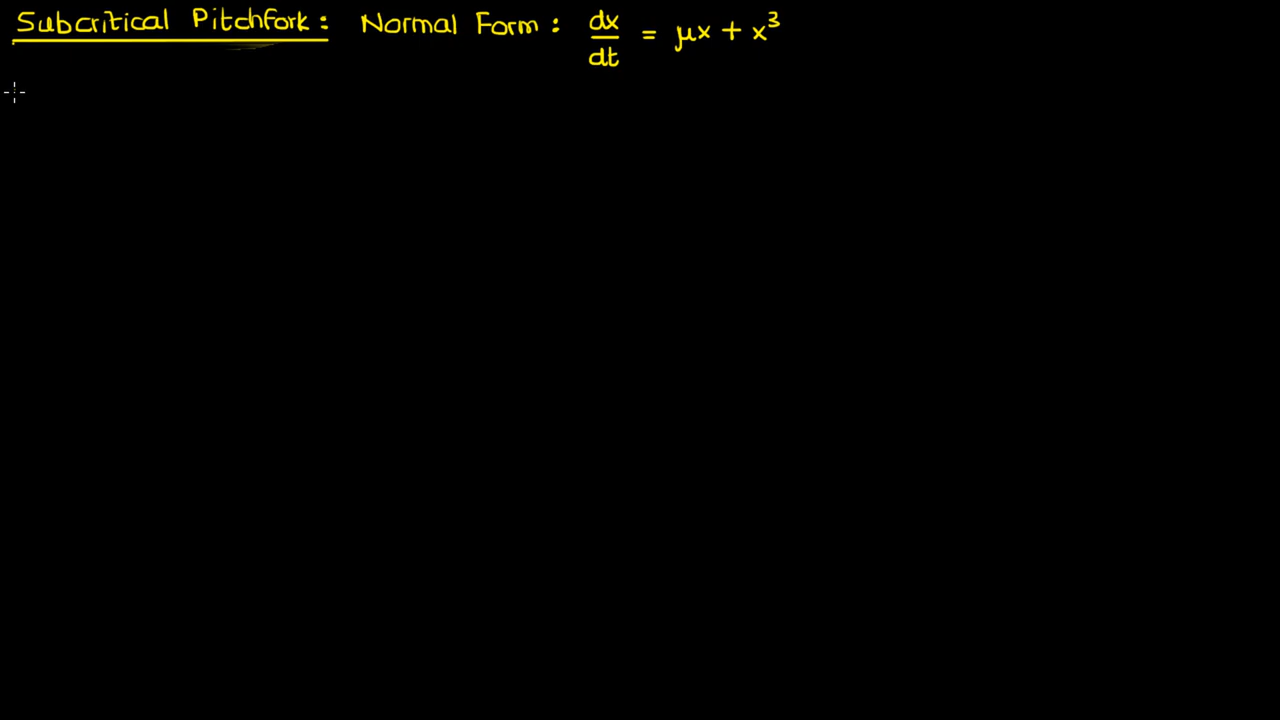 Subcritical Pitchfork: Normal Form: dx/dt = μx + x³